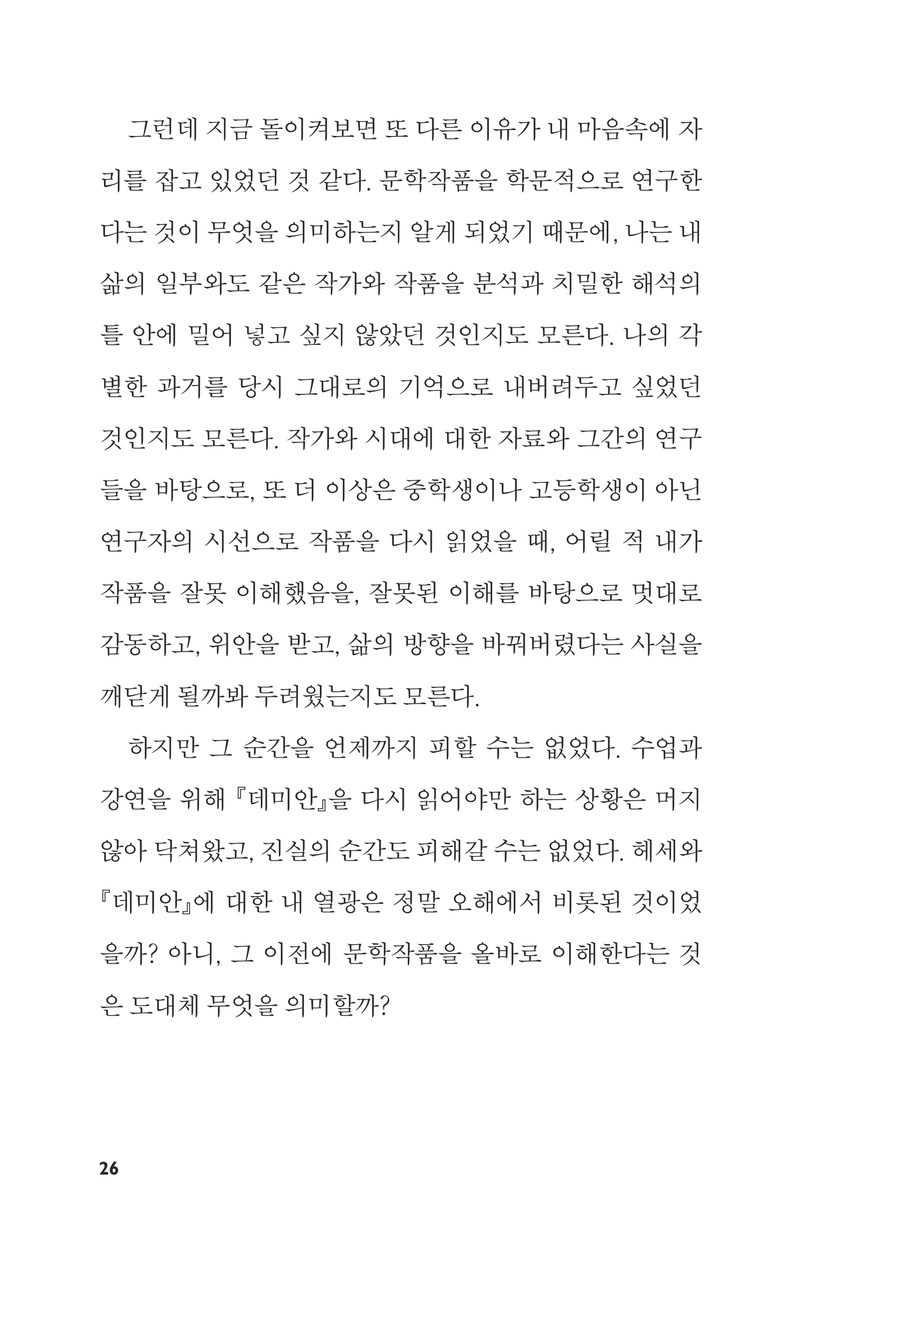 그런데 지금 돌이켜보면 또 다른 이유가 내 마음속에 자
리를 잡고 있었던 것 같다. 문학작품을 학문적으로 연구한
다는 것이 무엇을 의미하는지 알게 되었기 때문에, 나는 내
삶의 일부와도 같은 작가와 작품을 분석과 치밀한 해석의
틀 안에 밀어 넣고 싶지 않았던 것인지도 모른다. 나의 각
별한 과거를 당시 그대로의 기억으로 내버려두고 싶었던
것인지도 모른다. 작가와 시대에 대한 자료와 그간의 연구
들을 바탕으로, 또 더 이상은 중학생이나 고등학생이 아닌
연구자의 시선으로 작품을 다시 읽었을 때, 어릴 적 내가
작품을 잘못 이해했음을, 잘못된 이해를 바탕으로 멋대로
감동하고, 위안을 받고, 삶의 방향을 바꿔버렸다는 사실을
깨닫게 될까봐 두려웠는지도 모른다.
하지만 그 순간을 언제까지 피할 수는 없었다. 수업과
강연을 위해 『데미안』을 다시 읽어야만 하는 상황은 머지
않아 닥쳐왔고, 진실의 순간도 피해갈 수는 없었다. 헤세와
『데미안』에 대한 내 열광은 정말 오해에서 비롯된 것이었
을까? 아니, 그 이전에 문학작품을 올바로 이해한다는 것
은 도대체 무엇을 의미할까?
26